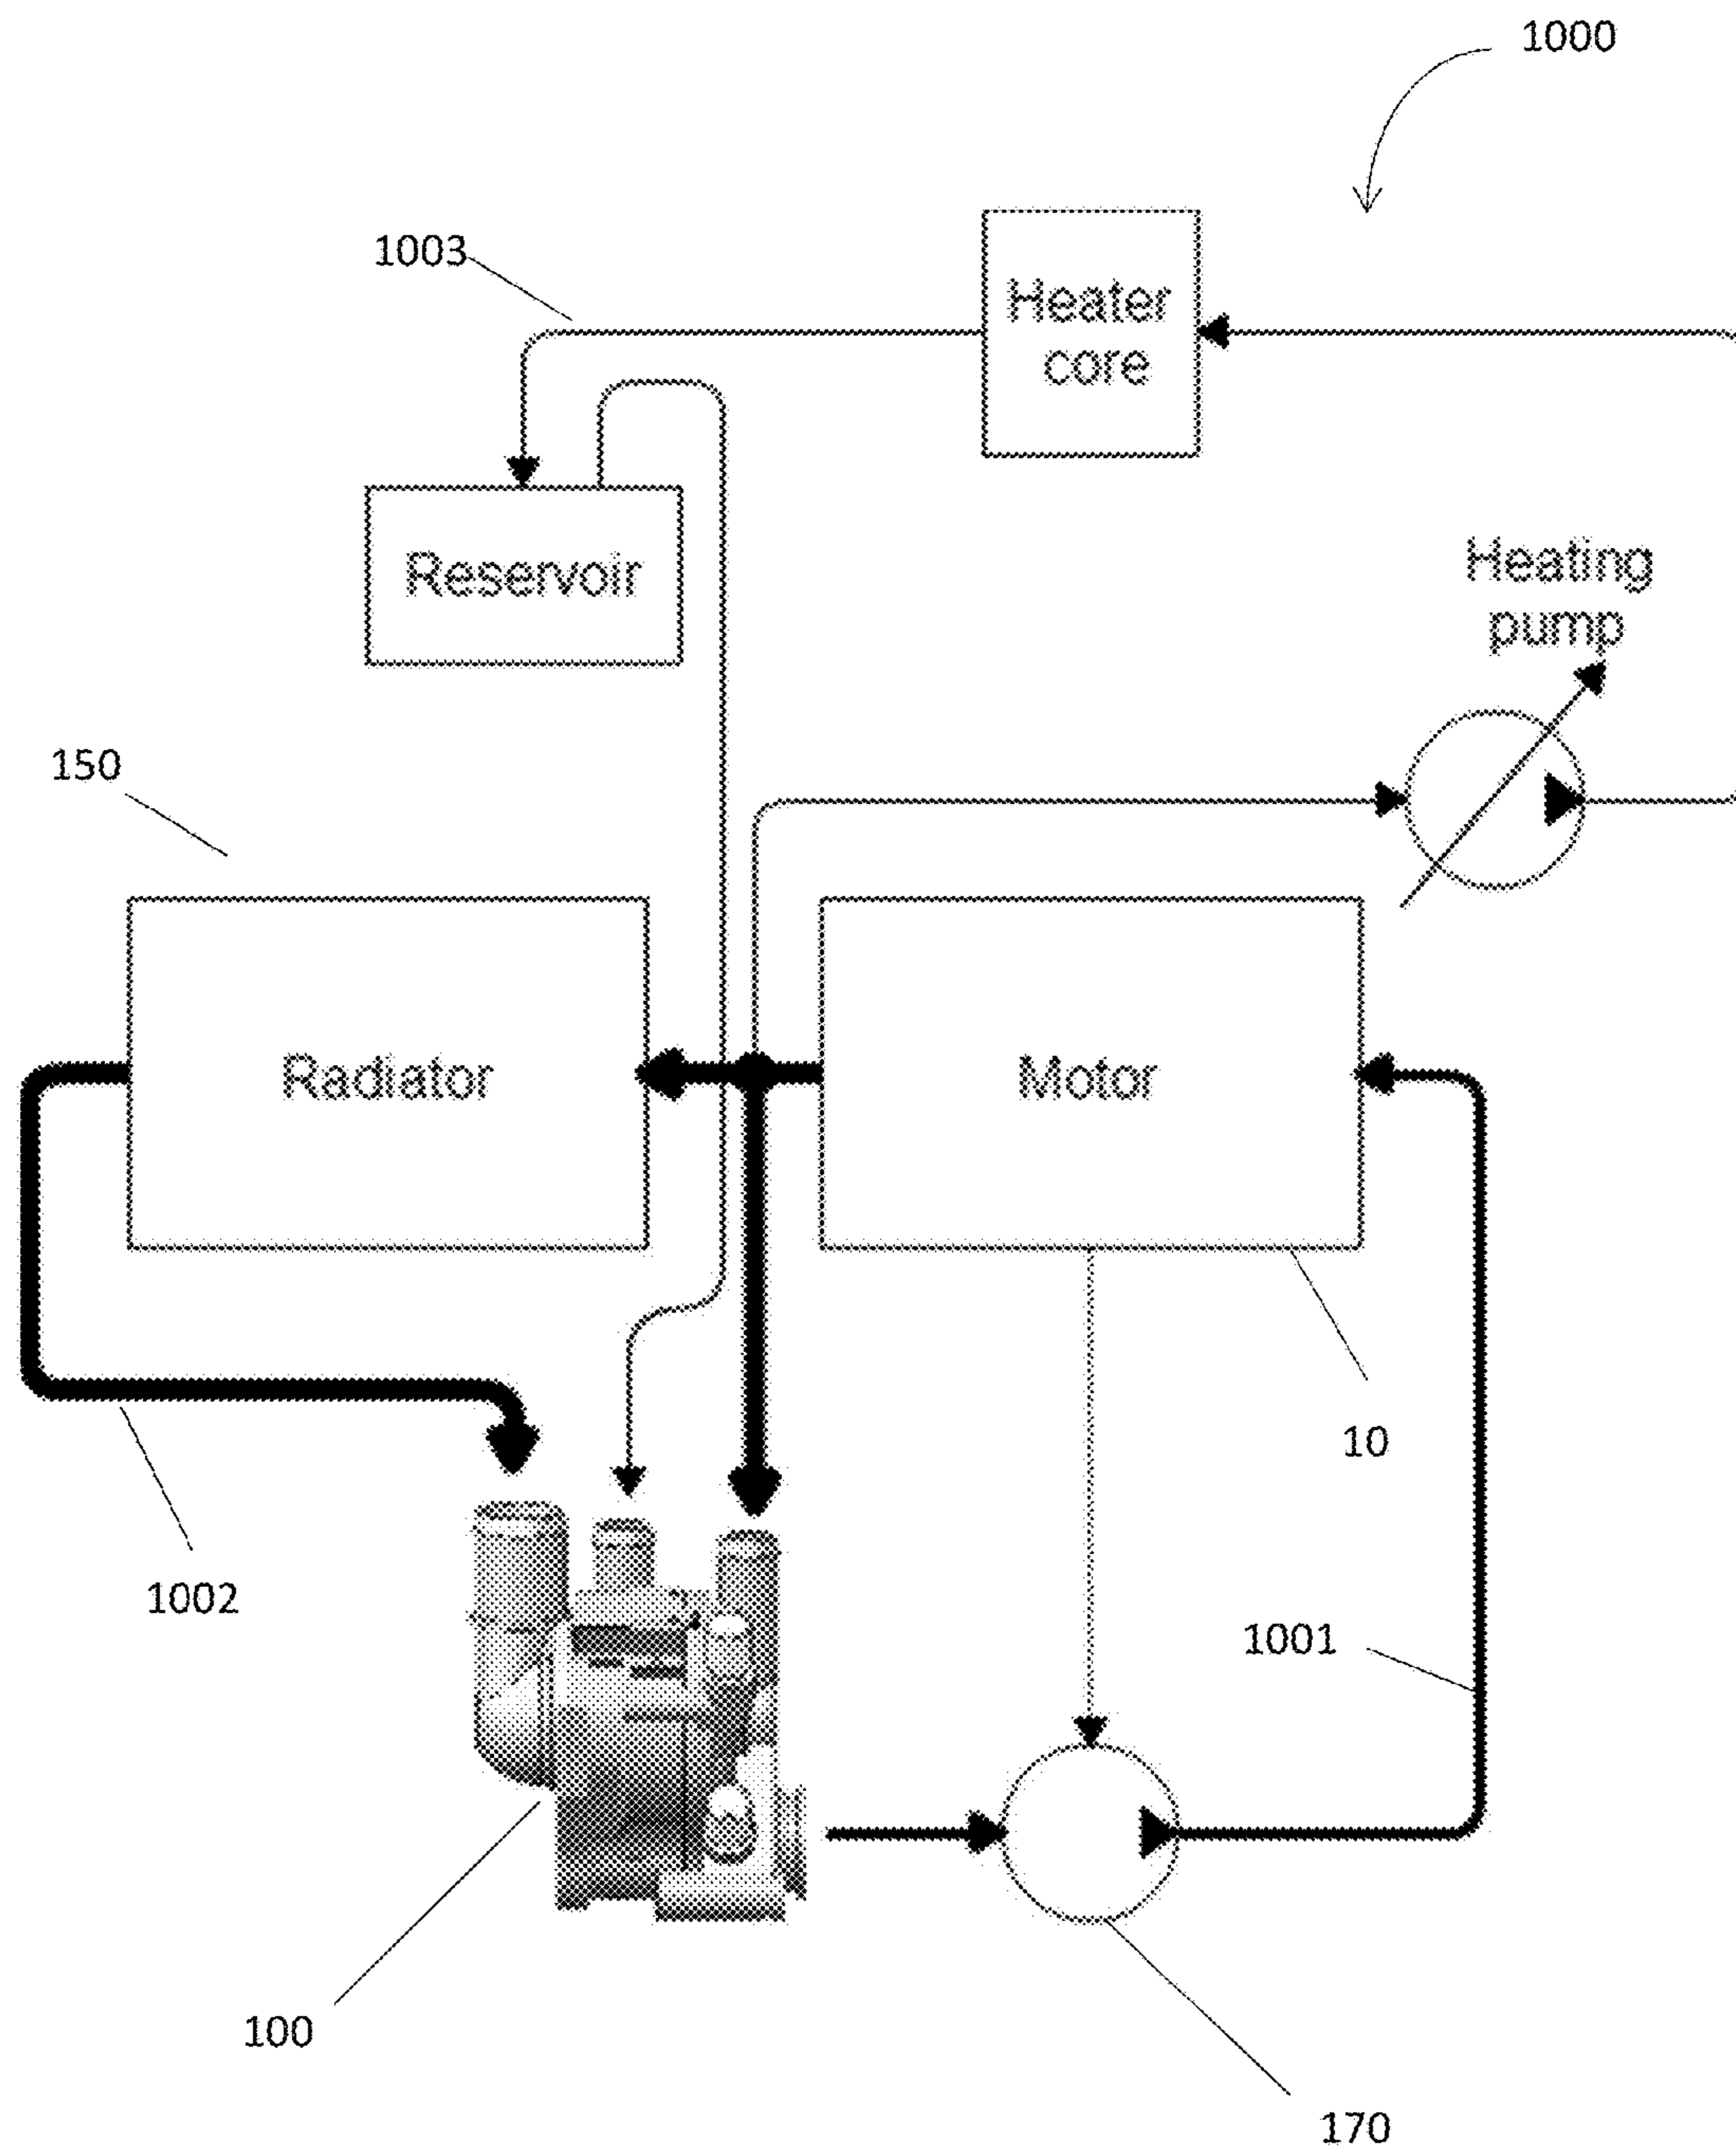 1000
1003
Heater
core
Reservoir
Heating
pump
150
Radiator
Motor
10
1002
1001
100
170